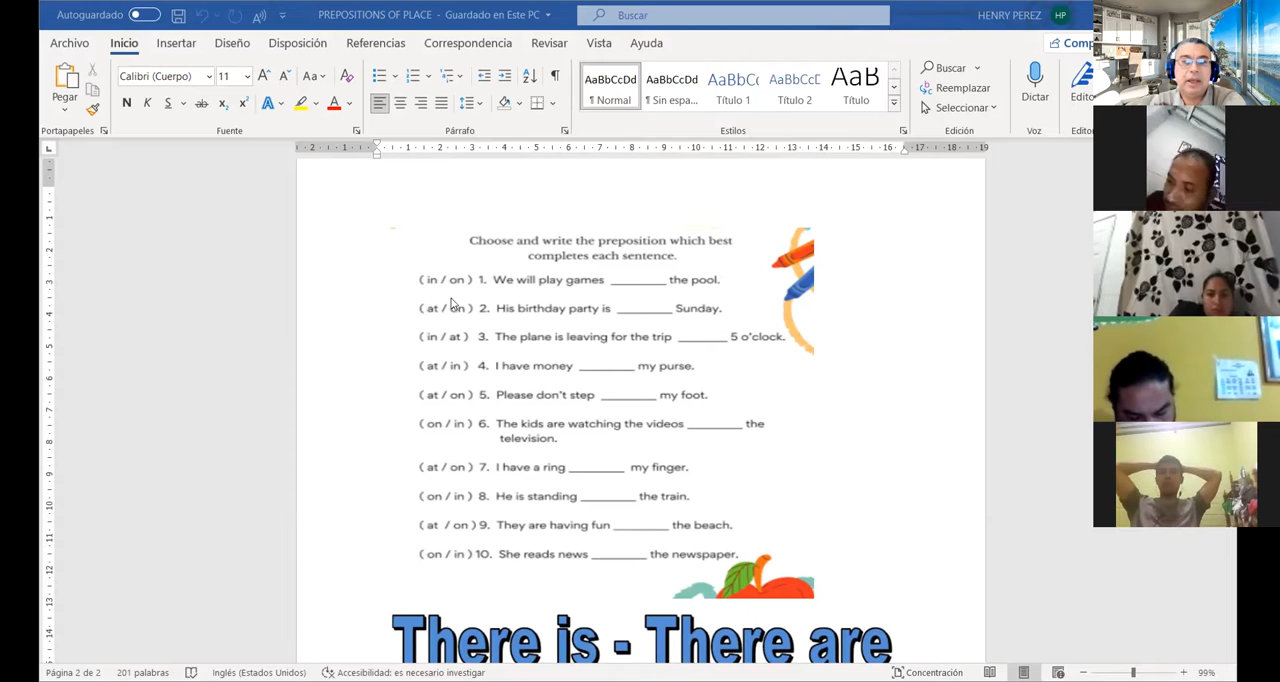 Autoguardado
PREPOSITIONS OF PLACE - Guardado en Este PC
Buscar
HENRY PEREZ
HP
Archivo Inicio Insertar Diseño Disposición Referencias Correspondencia Revisar Vista Ayuda
Comp
Pegar
Calibri (Cuerpo) 11
AaBbCcDd AaBbCcDd AaBbCc AaBbCcD AaB
¶ Normal ¶ Sin espa... Título 1 Título 2 Título
Buscar
Reemplazar
Seleccionar
Dictar
Edito
Portapapeles Fuente Párrafo Estilos Edición Voz Editor
Choose and write the preposition which best
completes each sentence.
( in / on ) 1. We will play games ________ the pool.
( at / on ) 2. His birthday party is ________ Sunday.
( in / at ) 3. The plane is leaving for the trip ________ 5 o'clock.
( at / in ) 4. I have money ________ my purse.
( at / on ) 5. Please don't step ________ my foot.
( on / in ) 6. The kids are watching the videos ________ the
television.
( at / on ) 7. I have a ring ________ my finger.
( on / in ) 8. He is standing ________ the train.
( at / on ) 9. They are having fun ________ the beach.
( on / in ) 10. She reads news ________ the newspaper.
There is - There are
Página 2 de 2 201 palabras Inglés (Estados Unidos) Accesibilidad: es necesario investigar Concentración 99%